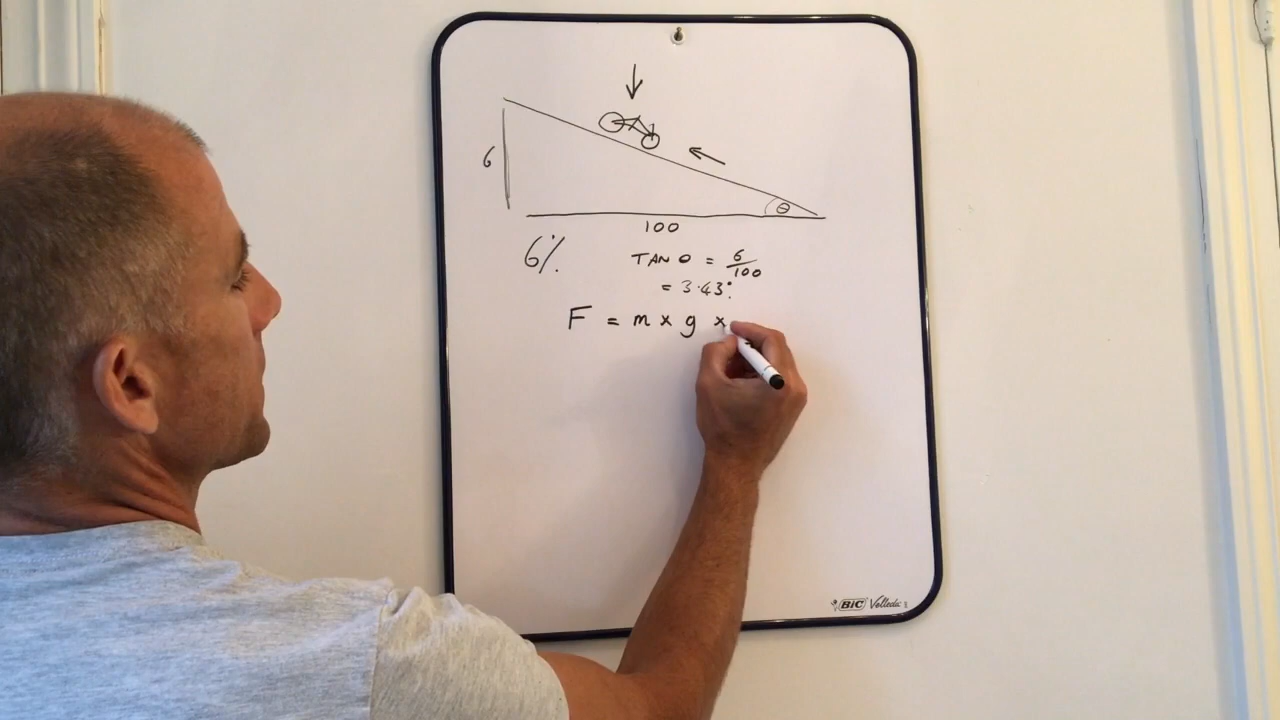 6
θ
100
6%
TAN θ = 6/100
= 3.43°.
F = m x g x
BIC Velleda